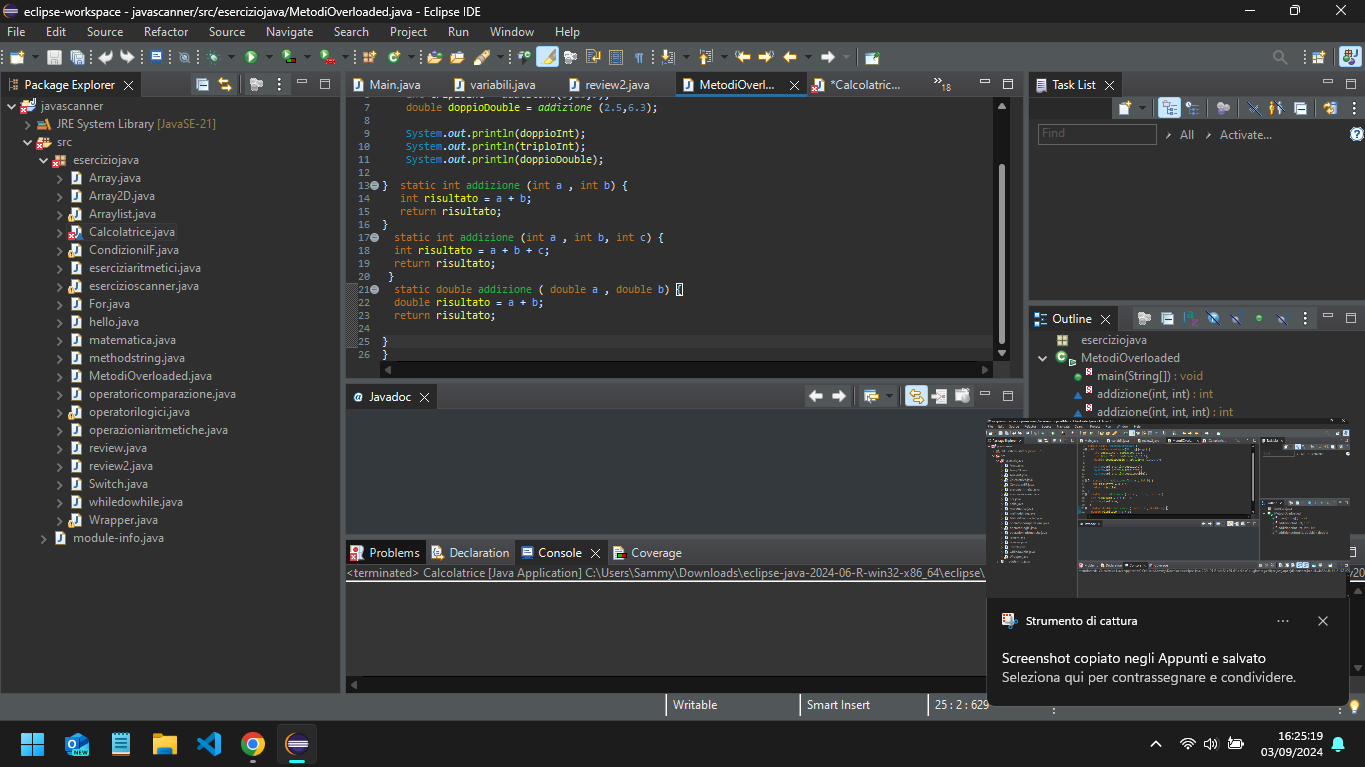 eclipse-workspace - javascanner/src/eserciziojava/MetodiOverloaded.java - Eclipse IDE
File Edit Source Refactor Source Navigate Search Project Run Window Help
Package Explorer
Main.java variabili.java review2.java MetodiOverl... *Calcolatric... »18
Task List
javascanner
JRE System Library [JavaSE-21]
src
eserciziojava
Array.java
Array2D.java
Arraylist.java
Calcolatrice.java
CondizioniIF.java
eserciziaritmetici.java
esercizioscanner.java
For.java
hello.java
matematica.java
methodstring.java
MetodiOverloaded.java
operatoricomparazione.java
operatorilogici.java
operazioniaritmetiche.java
review.java
review2.java
Switch.java
whiledowhile.java
Wrapper.java
module-info.java
7 double doppioDouble = addizione (2.5,6.3);
8
9 System.out.println(doppioInt);
10 System.out.println(triploInt);
11 System.out.println(doppioDouble);
12
13 } static int addizione (int a , int b) {
14 int risultato = a + b;
15 return risultato;
16 }
17 static int addizione (int a , int b, int c) {
18 int risultato = a + b + c;
19 return risultato;
20 }
21 static double addizione ( double a , double b) {
22 double risultato = a + b;
23 return risultato;
24
25 }
26 }
Find All Activate...
Outline
eserciziojava
MetodiOverloaded
main(String[]) : void
addizione(int, int) : int
addizione(int, int, int) : int
Javadoc
Problems Declaration Console Coverage
<terminated> Calcolatrice [Java Application] C:\Users\Sammy\Downloads\eclipse-java-2024-06-R-win32-x86_64\eclipse\
Strumento di cattura
Screenshot copiato negli Appunti e salvato
Seleziona qui per contrassegnare e condividere.
Writable Smart Insert 25 : 2 : 629
NEW
16:25:19
03/09/2024